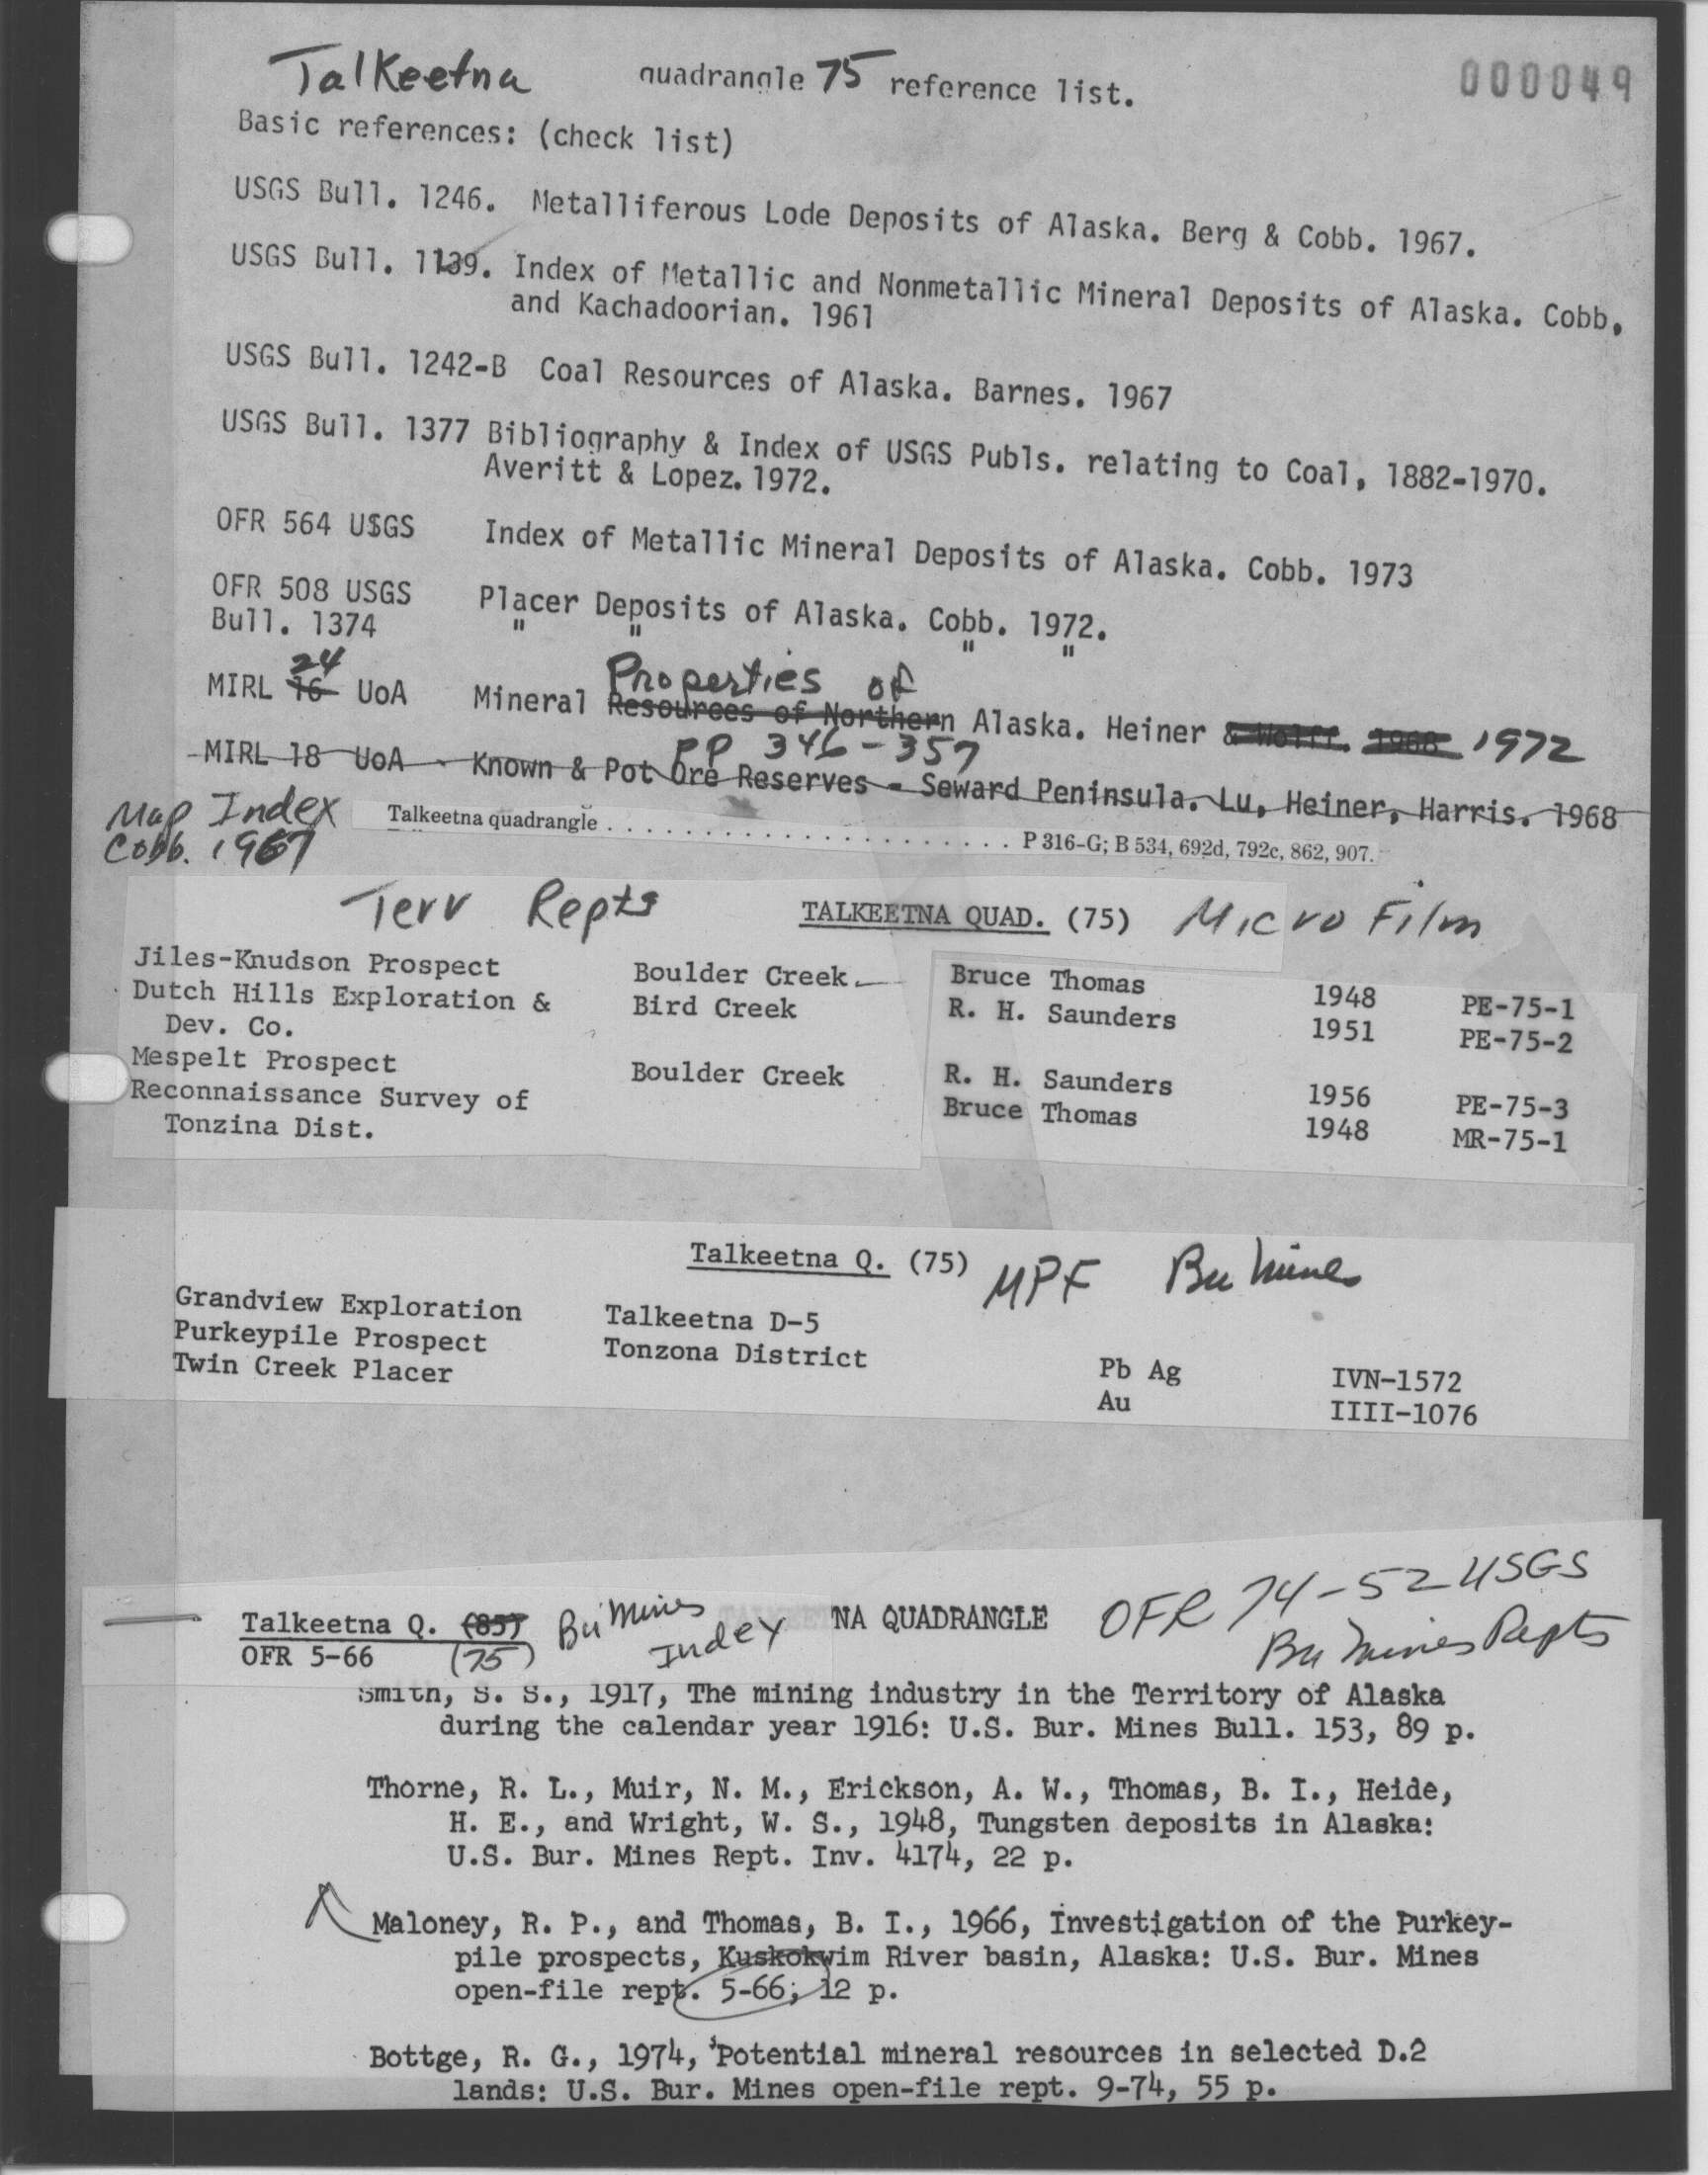 Talkeetna quadrangle 75 reference list. 000049
Basic references: (check list)
USGS Bull. 1246. Metalliferous Lode Deposits of Alaska. Berg & Cobb. 1967.
USGS Bull. 1139. Index of Metallic and Nonmetallic Mineral Deposits of Alaska. Cobb,
and Kachadoorian. 1961
USGS Bull. 1242-B Coal Resources of Alaska. Barnes. 1967
USGS Bull. 1377 Bibliography & Index of USGS Publs. relating to Coal, 1882-1970.
Averitt & Lopez. 1972.
OFR 564 USGS Index of Metallic Mineral Deposits of Alaska. Cobb. 1973
OFR 508 USGS Placer Deposits of Alaska. Cobb. 1972.
Bull. 1374 " " " "
24 Properties of
MIRL 16 UoA Mineral Resources of Northern Alaska. Heiner & Wolff. 1968 1972
PP 346-357
MIRL 18 UoA - Known & Pot Ore Reserves - Seward Peninsula. Lu, Heiner, Harris. 1968
Map Index Talkeetna quadrangle . . . . . . . . . . . . . . . . . . . . . . P 316-G; B 534, 692d, 792c, 862, 907.
Cobb. 1967
Terr Repts TALKEETNA QUAD. (75) Micro Film
Jiles-Knudson Prospect Boulder Creek Bruce Thomas 1948 PE-75-1
Dutch Hills Exploration & Bird Creek R. H. Saunders 1951 PE-75-2
Dev. Co.
Mespelt Prospect Boulder Creek R. H. Saunders 1956 PE-75-3
Reconnaissance Survey of Bruce Thomas 1948 MR-75-1
Tonzina Dist.
Talkeetna Q. (75) MPF Bu Mines
Grandview Exploration Talkeetna D-5
Purkeypile Prospect Tonzona District Pb Ag IVN-1572
Twin Creek Placer Au IIII-1076
Talkeetna Q. (85) Bu Mines NA QUADRANGLE OFR 74-52 USGS
OFR 5-66 (75) Index Bu Mines Repts
Smith, S. S., 1917, The mining industry in the Territory of Alaska
during the calendar year 1916: U.S. Bur. Mines Bull. 153, 89 p.
Thorne, R. L., Muir, N. M., Erickson, A. W., Thomas, B. I., Heide,
H. E., and Wright, W. S., 1948, Tungsten deposits in Alaska:
U.S. Bur. Mines Rept. Inv. 4174, 22 p.
Maloney, R. P., and Thomas, B. I., 1966, Investigation of the Purkey-
pile prospects, Kuskokwim River basin, Alaska: U.S. Bur. Mines
open-file rept. 5-66; 12 p.
Bottge, R. G., 1974, Potential mineral resources in selected D.2
lands: U.S. Bur. Mines open-file rept. 9-74, 55 p.